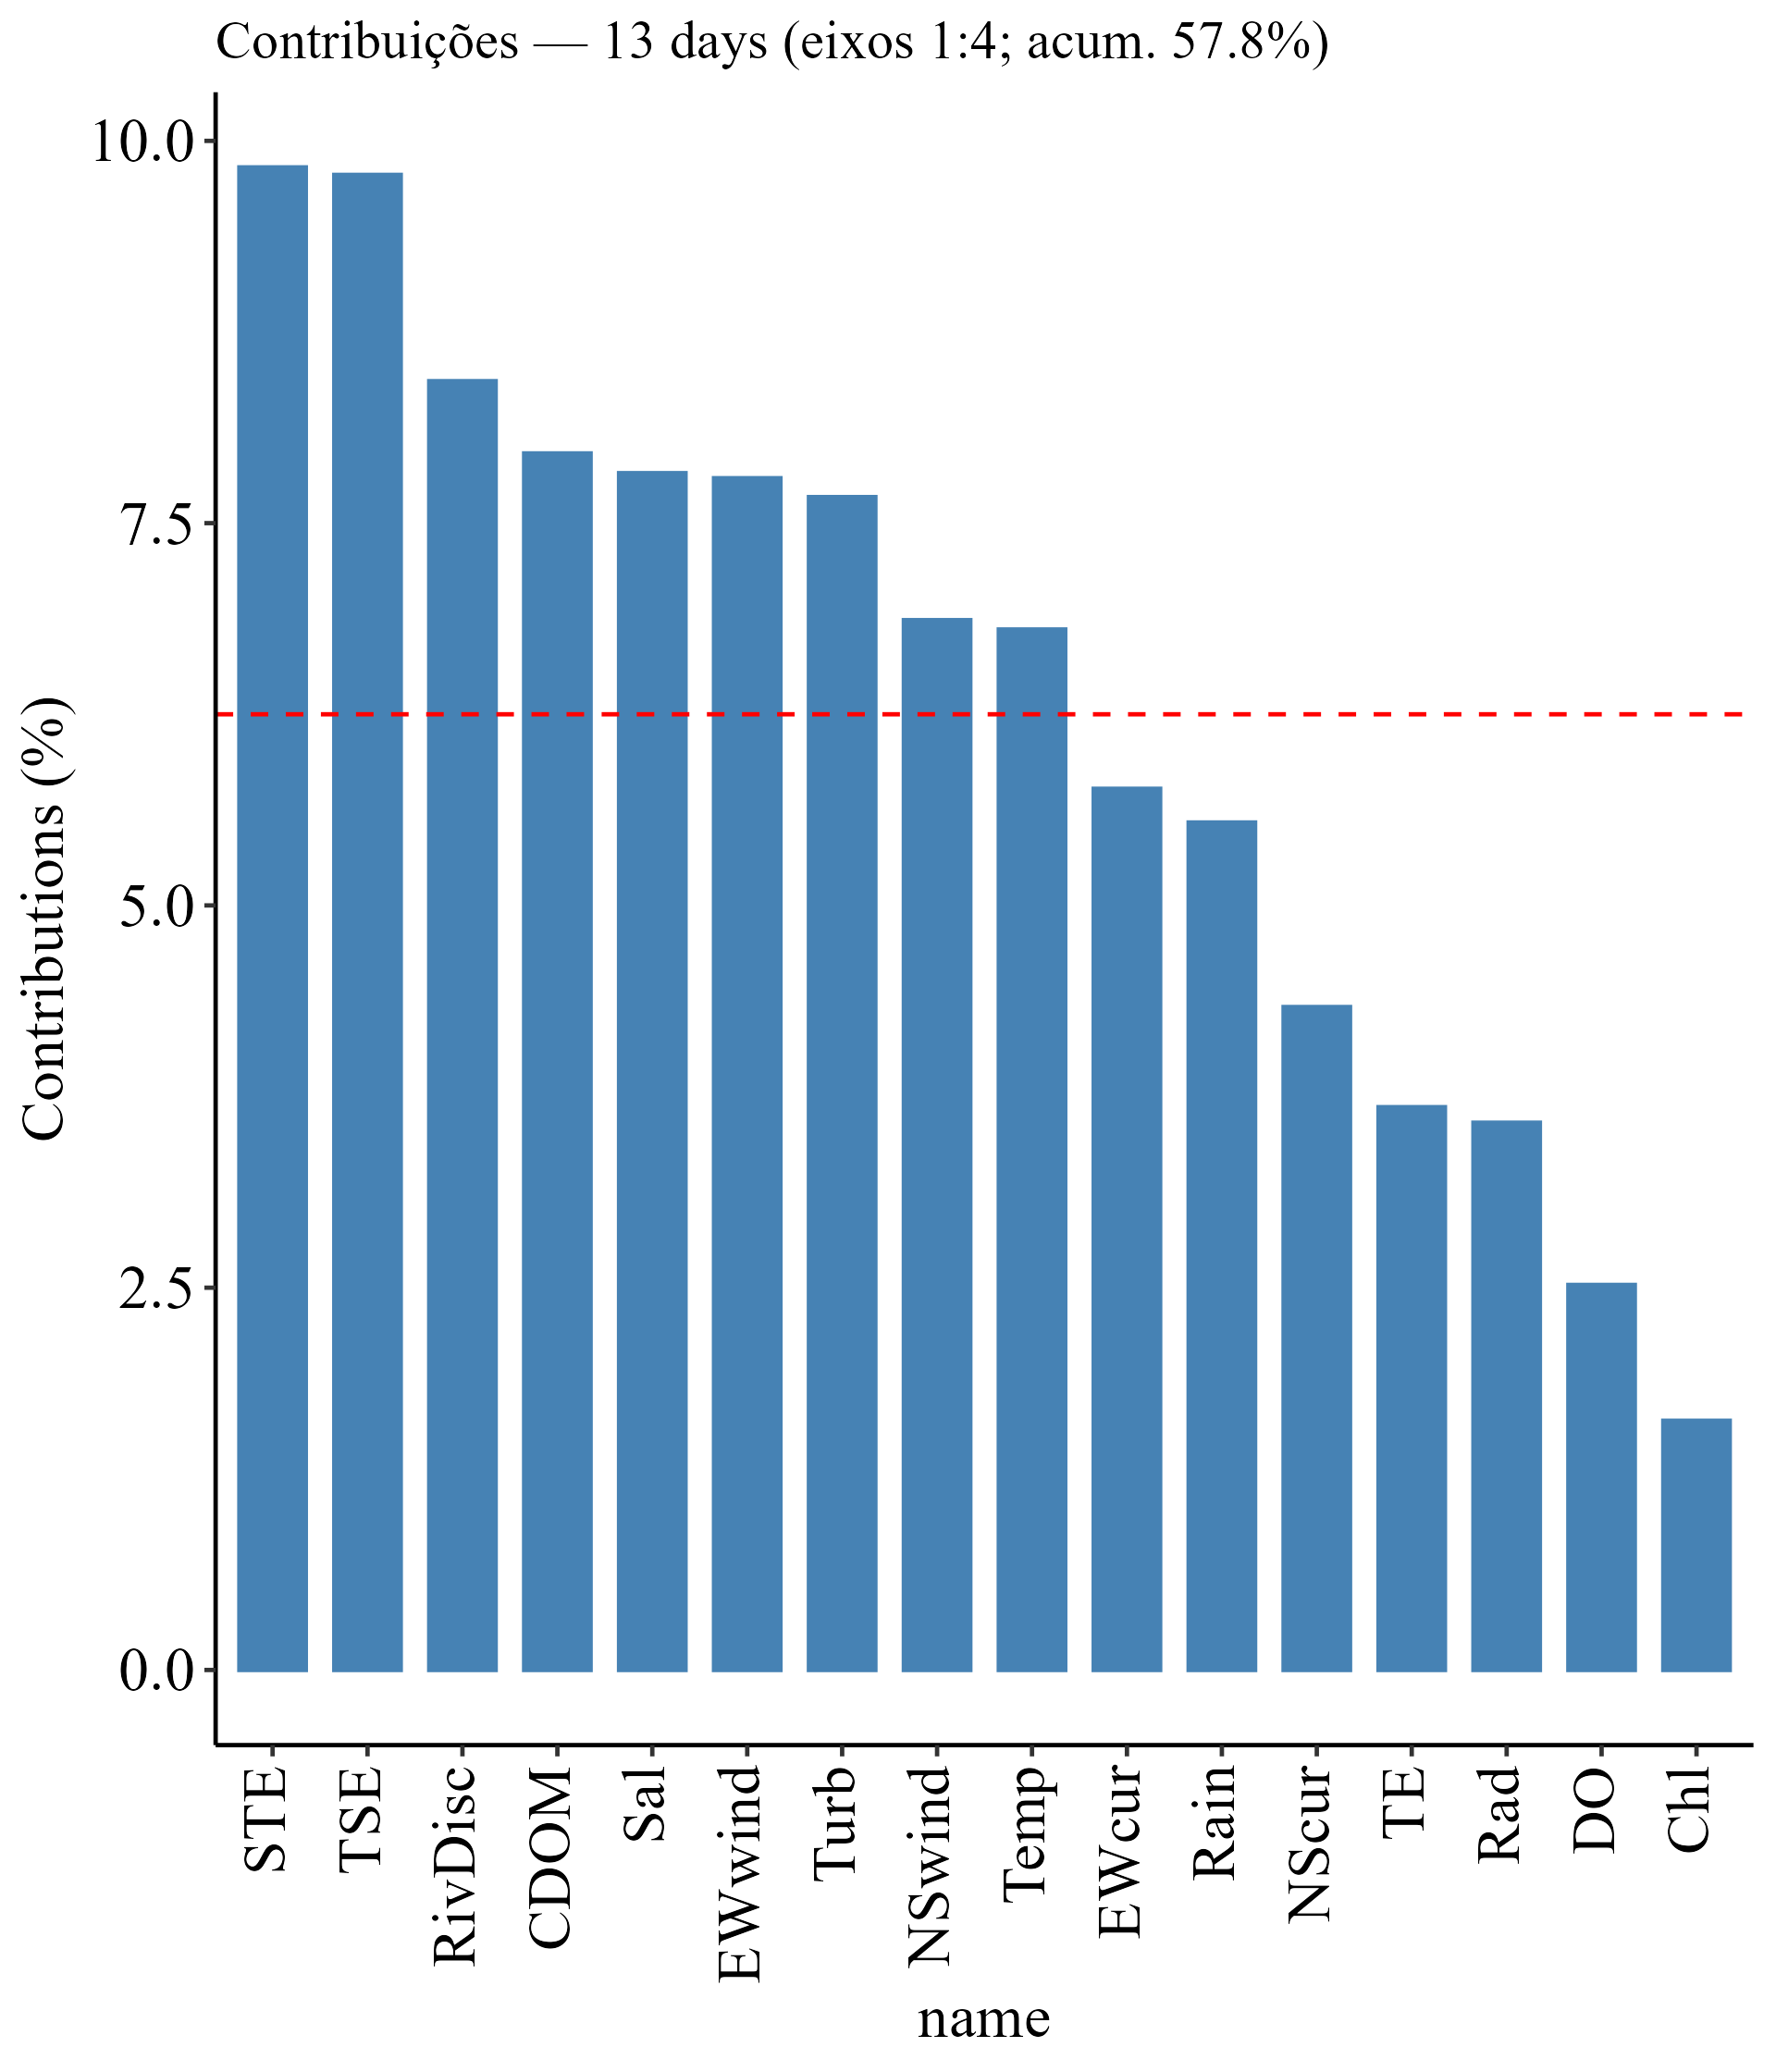 Contribuições — 13 days (eixos 1:4; acum. 57.8%)
Contributions (%)
10.0
7.5
5.0
2.5
0.0
STE
TSE
RivDisc
CDOM
Sal
EWwind
Turb
NSwind
Temp
EWcur
Rain
NScur
TE
Rad
DO
Chl
name